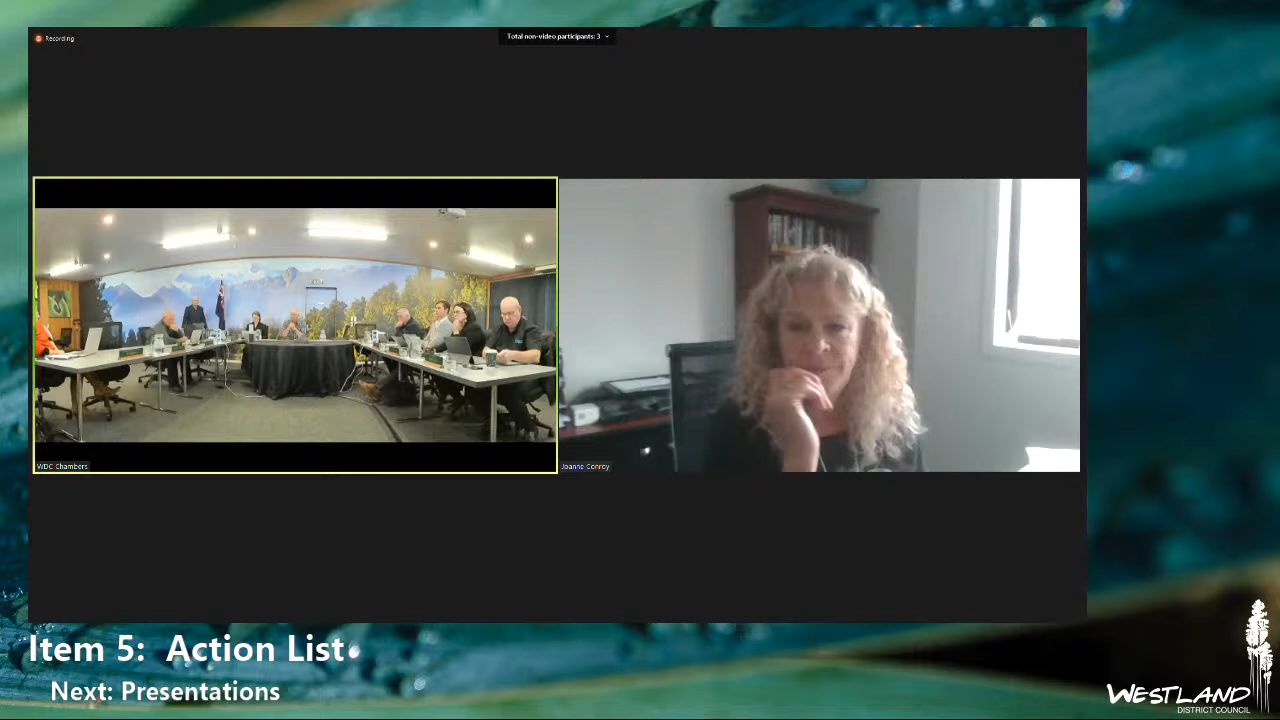 Recording
Total non-video participants: 3
WDC Chambers
Joanne Conroy
Item 5: Action List
Next: Presentations
WESTLAND
DISTRICT COUNCIL